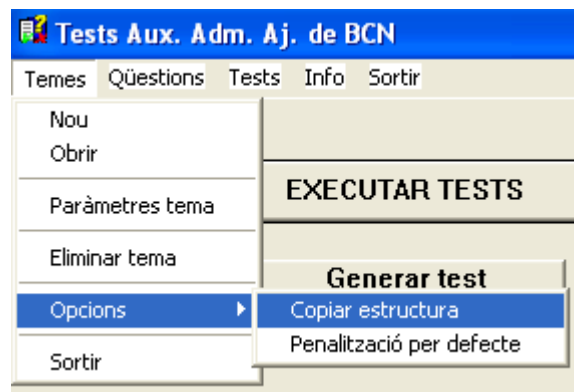 Tests Aux. Adm. Aj. de BCN
Temes Qüestions Tests Info Sortir
Nou
Obrir
Paràmetres tema
Eliminar tema
Opcions
Sortir
EXECUTAR TESTS
Generar test
Copiar estructura
Penalització per defecte